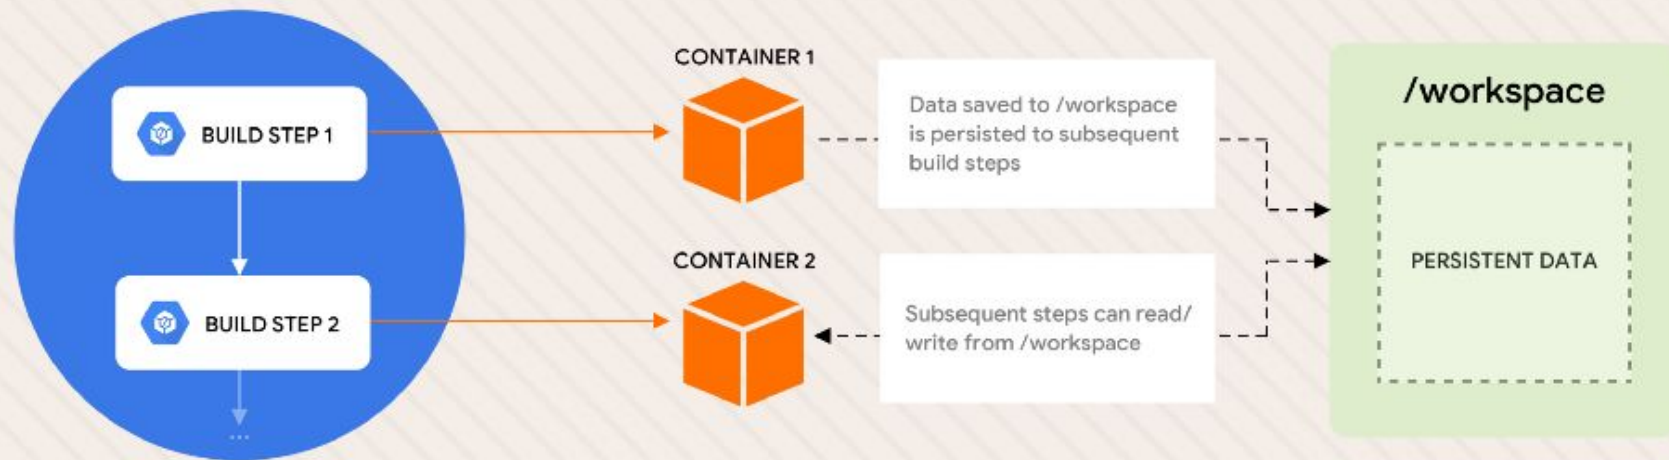 CONTAINER 1
/workspace
Data saved to /workspace
is persisted to subsequent
build steps
BUILD STEP 1
CONTAINER 2
PERSISTENT DATA
Subsequent steps can read/
write from /workspace
BUILD STEP 2
...